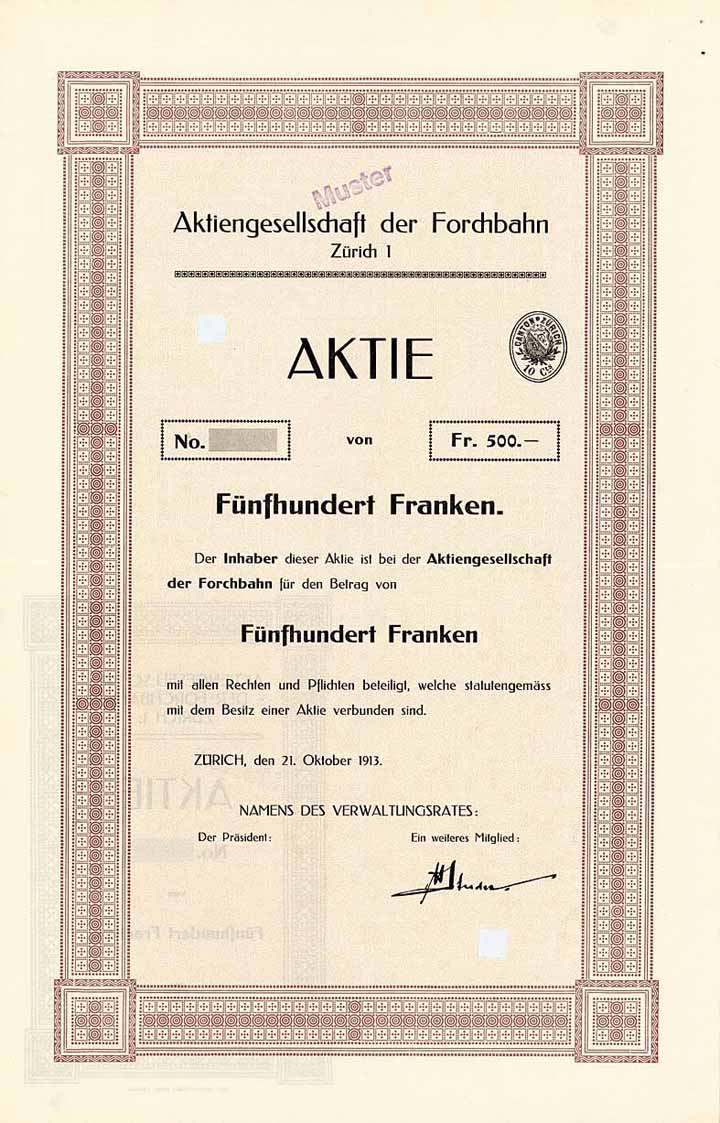 Muster
Aktiengesellschaft der Forchbahn
Zürich 1
AKTIE
CANTON ZÜRICH
10 Cts
No.
von
Fr. 500.—
Fünfhundert Franken.
Der Inhaber dieser Aktie ist bei der Aktiengesellschaft
der Forchbahn für den Betrag von
Fünfhundert Franken
mit allen Rechten und Pflichten beteiligt, welche statutengemäss
mit dem Besitz einer Aktie verbunden sind.
ZÜRICH, den 21. Oktober 1913.
NAMENS DES VERWALTUNGSRATES:
Der Präsident:
Ein weiteres Mitglied: